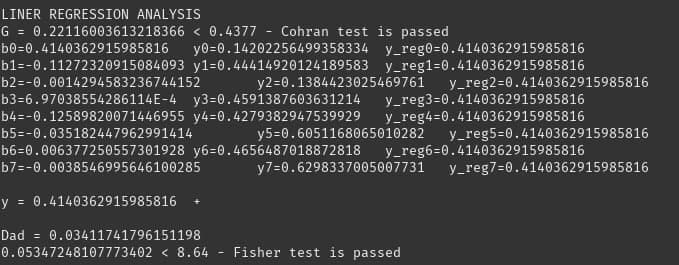 LINER REGRESSION ANALYSIS
G = 0.22116003613218366 < 0.4377 - Cohran test is passed
b0=0.4140362915985816 y0=0.14202256499358334 y_reg0=0.4140362915985816
b1=-0.11272320915084093 y1=0.44414920124189583 y_reg1=0.4140362915985816
b2=-0.0014294583236744152 y2=0.1384423025469761 y_reg2=0.4140362915985816
b3=6.97038554286114E-4 y3=0.4591387603631214 y_reg3=0.4140362915985816
b4=-0.12589820071446955 y4=0.4279382947539929 y_reg4=0.4140362915985816
b5=-0.035182447962991414 y5=0.6051168065010282 y_reg5=0.4140362915985816
b6=0.006377250557301928 y6=0.4656487018872818 y_reg6=0.4140362915985816
b7=-0.0038546995646100285 y7=0.6298337005007731 y_reg7=0.4140362915985816
y = 0.4140362915985816 +
Dad = 0.03411741796151198
0.05347248107773402 < 8.64 - Fisher test is passed